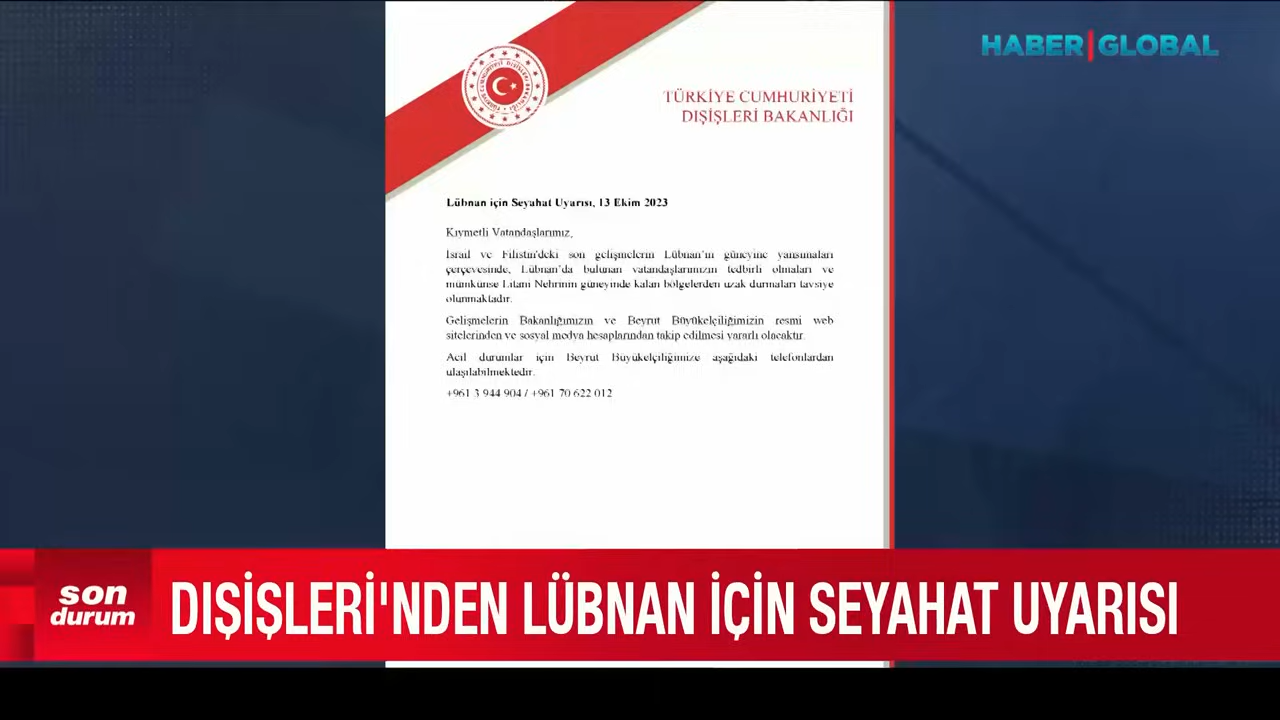 HABER GLOBAL
TÜRKİYE CUMHURİYETİ
DIŞİŞLERİ BAKANLIĞI
Lübnan için Seyahat Uyarısı, 13 Ekim 2023
Kıymetli Vatandaşlarımız,
İsrail ve Filistin'deki son gelişmelerin Lübnan'ın güneyine yansımaları
çerçevesinde, Lübnan'da bulunan vatandaşlarımızın tedbirli olmaları ve
mümkünse Litani Nehrinin güneyinde kalan bölgelerden uzak durmaları tavsiye
olunmaktadır.
Gelişmelerin Bakanlığımızın ve Beyrut Büyükelçiliğimizin resmi web
sitelerinden ve sosyal medya hesaplarından takip edilmesi yararlı olacaktır.
Acil durumlar için Beyrut Büyükelçiliğimize aşağıdaki telefonlardan
ulaşılabilmektedir.
+961 3 944 904 / +961 70 622 012
son
durum
DIŞİŞLERİ'NDEN LÜBNAN İÇİN SEYAHAT UYARISI